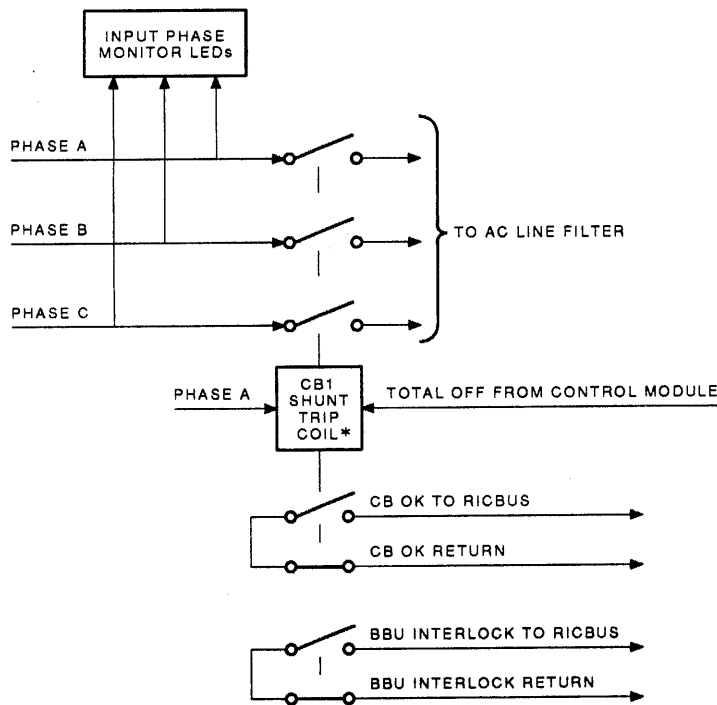 INPUT PHASE
MONITOR LEDs
PHASE A
PHASE B
TO AC LINE FILTER
PHASE C
PHASE A
CB1
SHUNT
TRIP
COIL*
TOTAL OFF FROM CONTROL MODULE
CB OK TO RICBUS
CB OK RETURN
BBU INTERLOCK TO RICBUS
BBU INTERLOCK RETURN